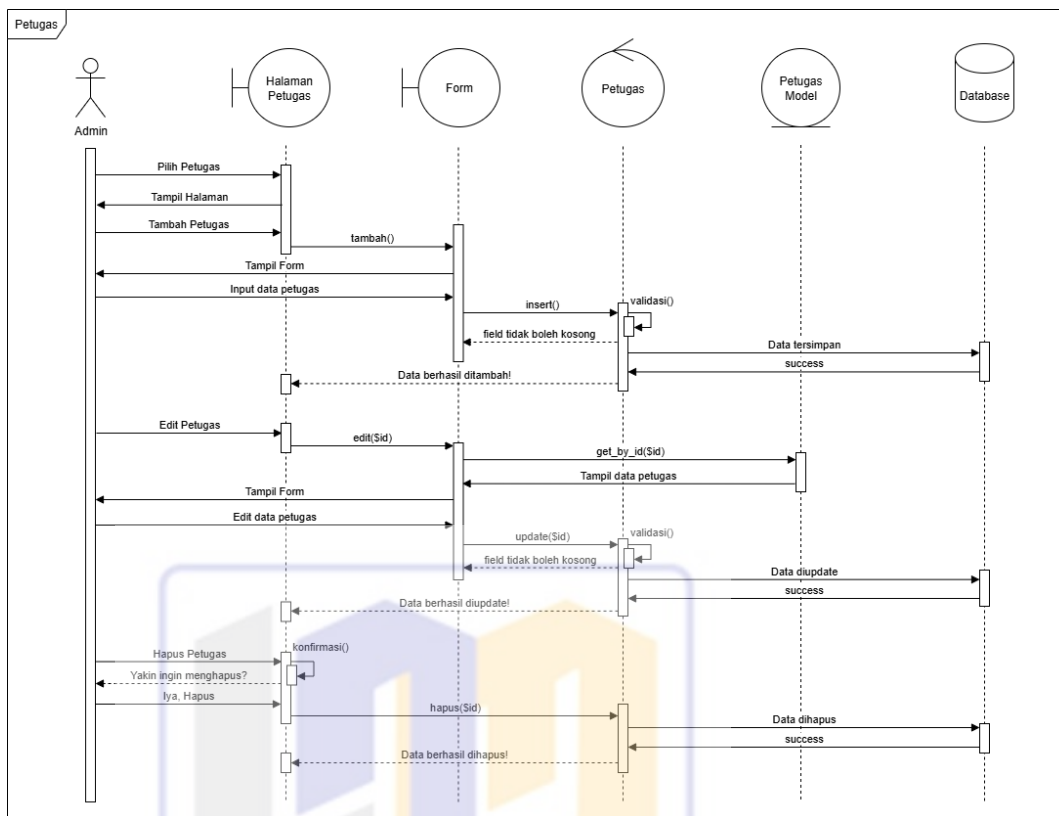 Petugas
Halaman
Petugas
Form
Petugas
Petugas
Model
Database
Admin
Pilih Petugas
Tampil Halaman
Tambah Petugas
tambah()
Tampil Form
Input data petugas
insert()
validasi()
field tidak boleh kosong
Data tersimpan
success
Data berhasil ditambah!
Edit Petugas
edit($id)
get_by_id($id)
Tampil data petugas
Tampil Form
Edit data petugas
update($id)
validasi()
field tidak boleh kosong
Data diupdate
success
Data berhasil diupdate!
Hapus Petugas
konfirmasi()
Yakin ingin menghapus?
Iya, Hapus
hapus($id)
Data dihapus
success
Data berhasil dihapus!